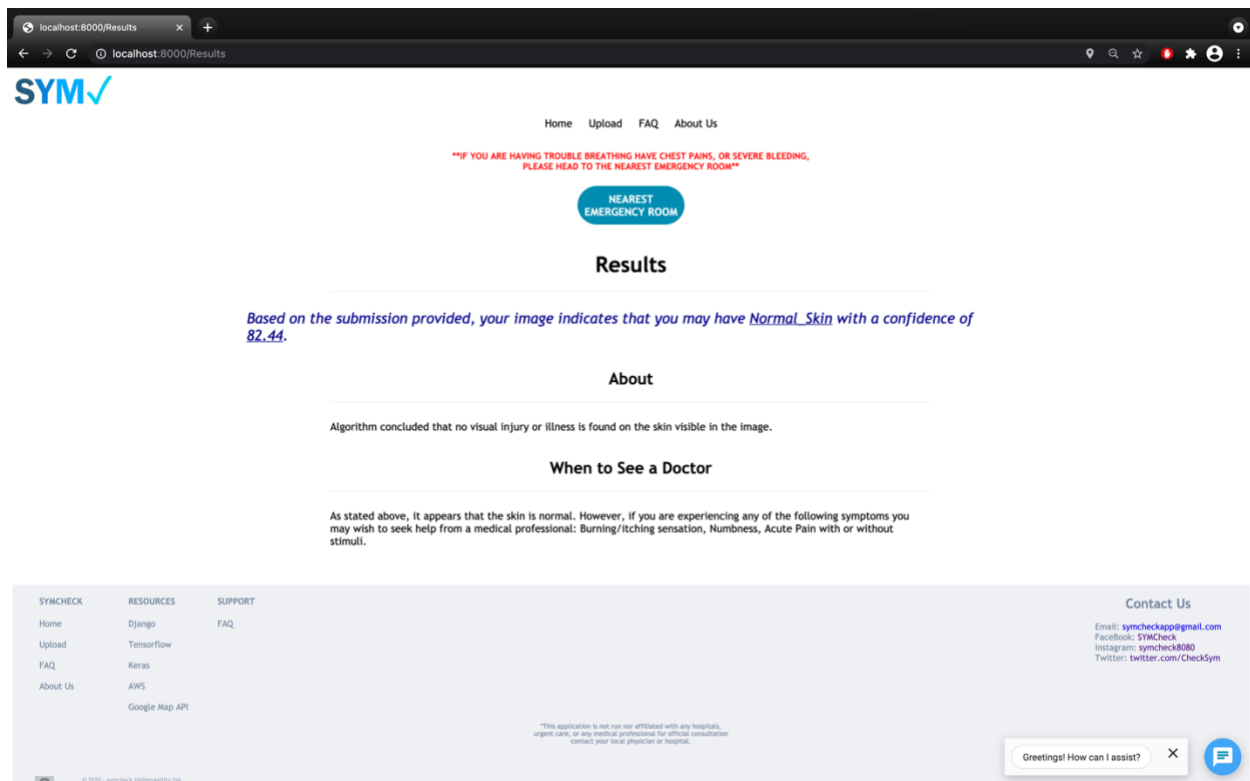 localhost:8000/Results
localhost:8000/Results
SYM
Home Upload FAQ About Us
**IF YOU ARE HAVING TROUBLE BREATHING HAVE CHEST PAINS, OR SEVERE BLEEDING,
PLEASE HEAD TO THE NEAREST EMERGENCY ROOM**
NEAREST
EMERGENCY ROOM
Results
Based on the submission provided, your image indicates that you may have Normal_Skin with a confidence of
82.44.
About
Algorithm concluded that no visual injury or illness is found on the skin visible in the image.
When to See a Doctor
As stated above, it appears that the skin is normal. However, if you are experiencing any of the following symptoms you
may wish to seek help from a medical professional: Burning/itching sensation, Numbness, Acute Pain with or without
stimuli.
SYMCHECK RESOURCES SUPPORT
Home Django FAQ
Upload Tensorflow
FAQ Keras
About Us AWS
Google Map API
Contact Us
Email: symcheckapp@gmail.com
FaceBook: SYMCheck
Instagram: symcheck8080
Twitter: twitter.com/CheckSym
*This application is not run nor affiliated with any hospitals,
urgent care, or any medical professional for official consultation
contact your local physician or hospital.
Greetings! How can I assist?